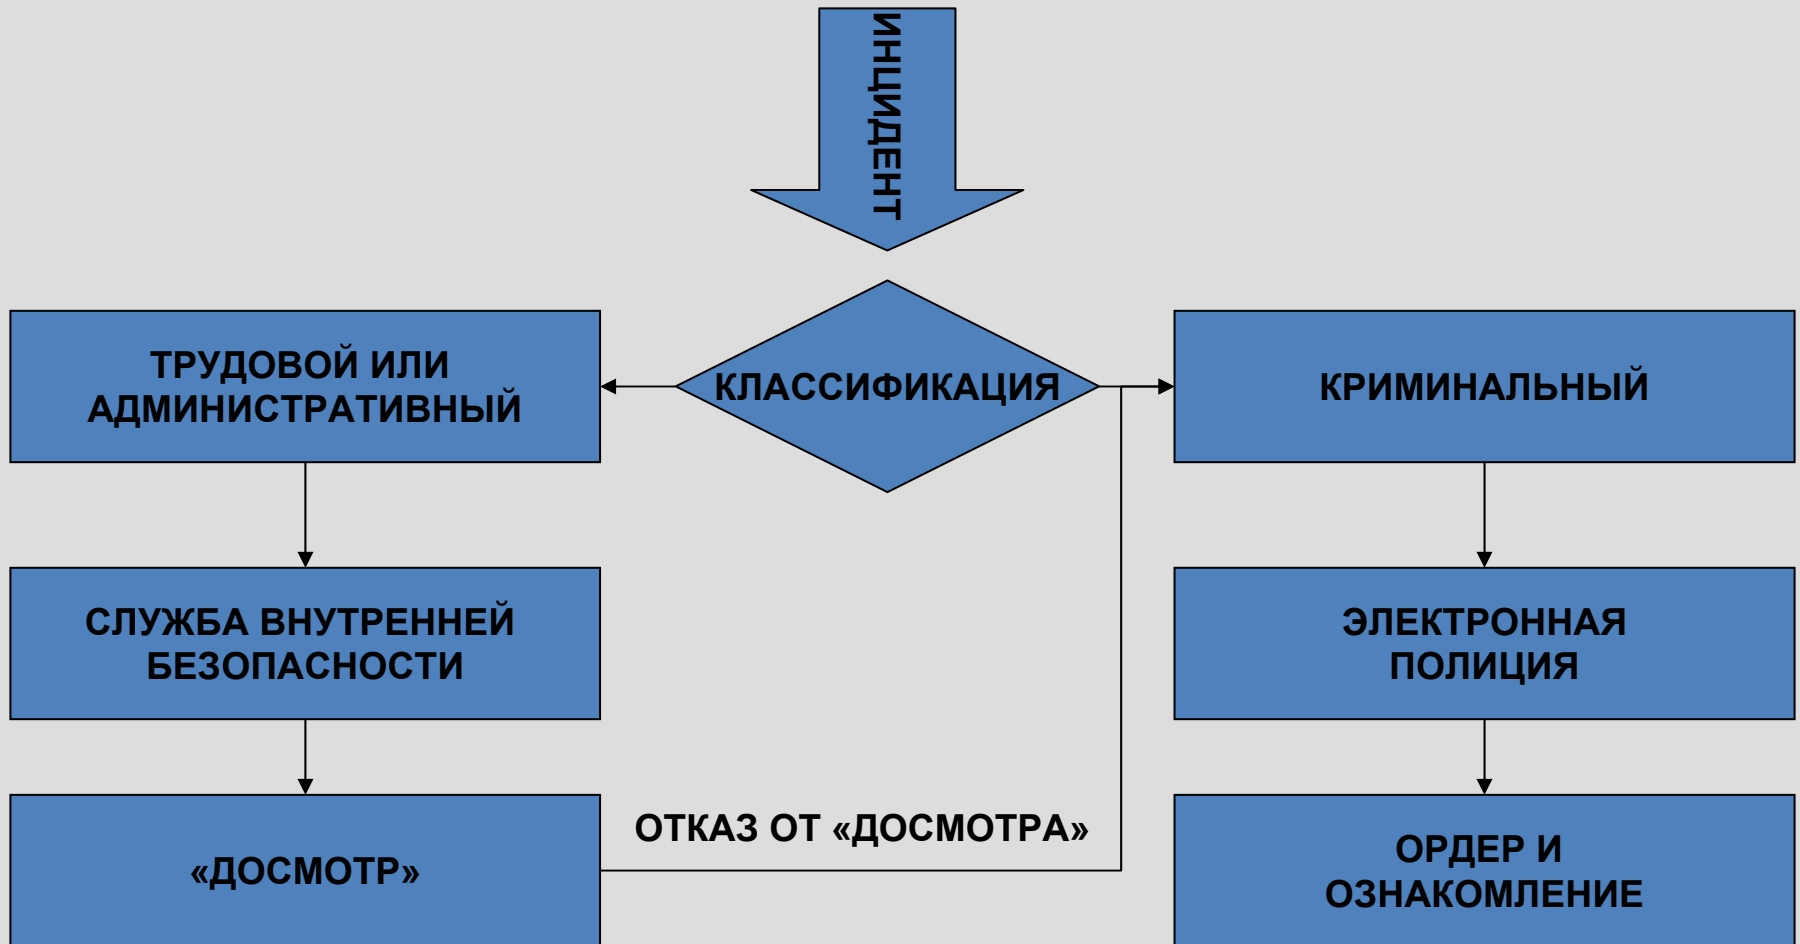 ИНЦИДЕНТ
ТРУДОВОЙ ИЛИ
АДМИНИСТРАТИВНЫЙ
КЛАССИФИКАЦИЯ
КРИМИНАЛЬНЫЙ
СЛУЖБА ВНУТРЕННЕЙ
БЕЗОПАСНОСТИ
ЭЛЕКТРОННАЯ
ПОЛИЦИЯ
«ДОСМОТР»
ОТКАЗ ОТ «ДОСМОТРА»
ОРДЕР И
ОЗНАКОМЛЕНИЕ